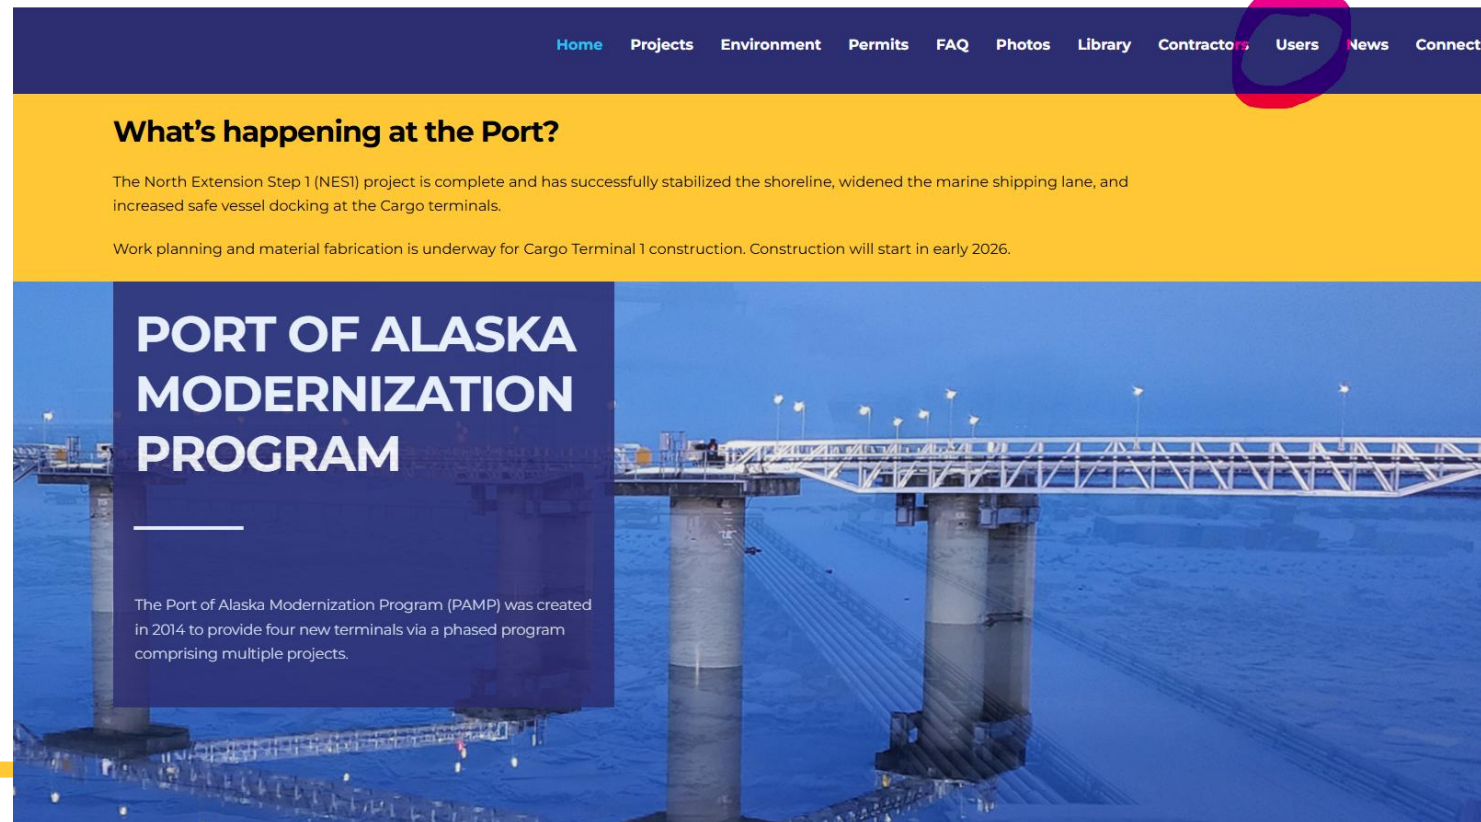 Home Projects Environment Permits FAQ Photos Library Contractors Users News Connect
What's happening at the Port?
The North Extension Step 1 (NES1) project is complete and has successfully stabilized the shoreline, widened the marine shipping lane, and
increased safe vessel docking at the Cargo terminals.
Work planning and material fabrication is underway for Cargo Terminal 1 construction. Construction will start in early 2026.
PORT OF ALASKA
MODERNIZATION
PROGRAM
The Port of Alaska Modernization Program (PAMP) was created
in 2014 to provide four new terminals via a phased program
comprising multiple projects.